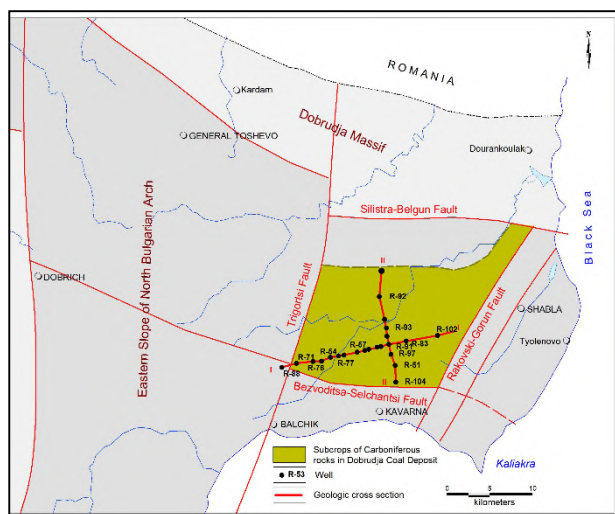 ROMANIA
N
Kardam
Dobrudja Massif
GENERAL TOSHEVO
Dourankoulak
Eastern Slope of North Bulgarian Arch
Silistra-Belgun Fault
Black Sea
DOBRICH
Trigortsi Fault
II
R-92
Rakovski-Gorun Fault
SHABLA
R-93
R-102
I
R-57
R-83
Tyolenovo
R-54
R-97
R-71
R-77
R-76
R-51
I
R-88
II
R-104
Bezvoditsa-Selchantsi Fault
KAVARNA
BALCHIK
Kaliakra
Subcrops of Carboniferous
rocks in Dobrudja Coal Deposit
R-53
Well
Geologic cross section
0 5 10
kilometers